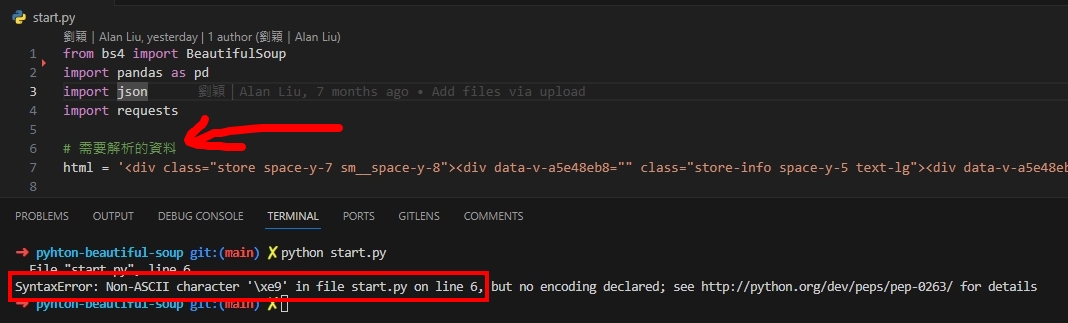 start.py
劉穎 | Alan Liu, yesterday | 1 author (劉穎 | Alan Liu)
1 from bs4 import BeautifulSoup
2 import pandas as pd
3 import json 劉穎 | Alan Liu, 7 months ago • Add files via upload
4 import requests
5
6 # 需要解析的資料
7 html = '<div class="store space-y-7 sm__space-y-8"><div data-v-a5e48eb8="" class="store-info space-y-5 text-lg"><div data-v-a5e48eb
8
PROBLEMS OUTPUT DEBUG CONSOLE TERMINAL PORTS GITLENS COMMENTS
➜ pyhton-beautiful-soup git:(main) ✗ python start.py
File "start.py", line 6
SyntaxError: Non-ASCII character '\xe9' in file start.py on line 6, but no encoding declared; see http://python.org/dev/peps/pep-0263/ for details
➜ pyhton-beautiful-soup git:(main) ✗